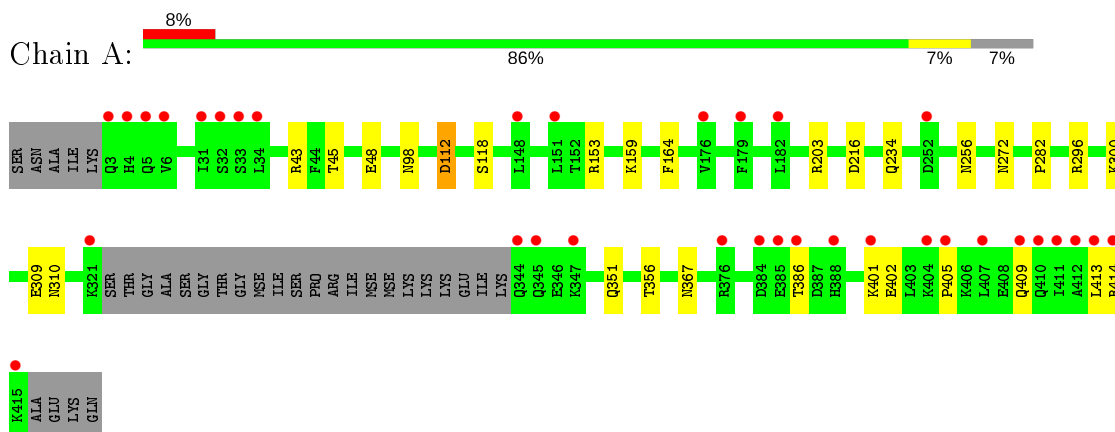 8%
Chain A:
86% 7% 7%
SER ASN ALA ILE LYS Q3 H4 Q5 V6 I31 S32 S33 L34 R43 F44 T45 E48 N98 D112 S118 L148 L151 T152 R153 K159 F164 V176 F179 L182 R203 D216 Q234 D252 N256 N272 P282 R296
E309 N310 K321 SER THR GLY ALA SER GLY THR GLY MSE ILE SER PRO ARG ILE MSE MSE LYS LYS LYS GLU ILE LYS Q344 Q345 E346 K347 Q351 T356 N367 R376 D384 E385 T386 D387 H388 K401 E402 L403 K404 P405 K406 L407 E408 Q409 Q410 I411 A412 L413
K415 ALA GLU LYS GLN